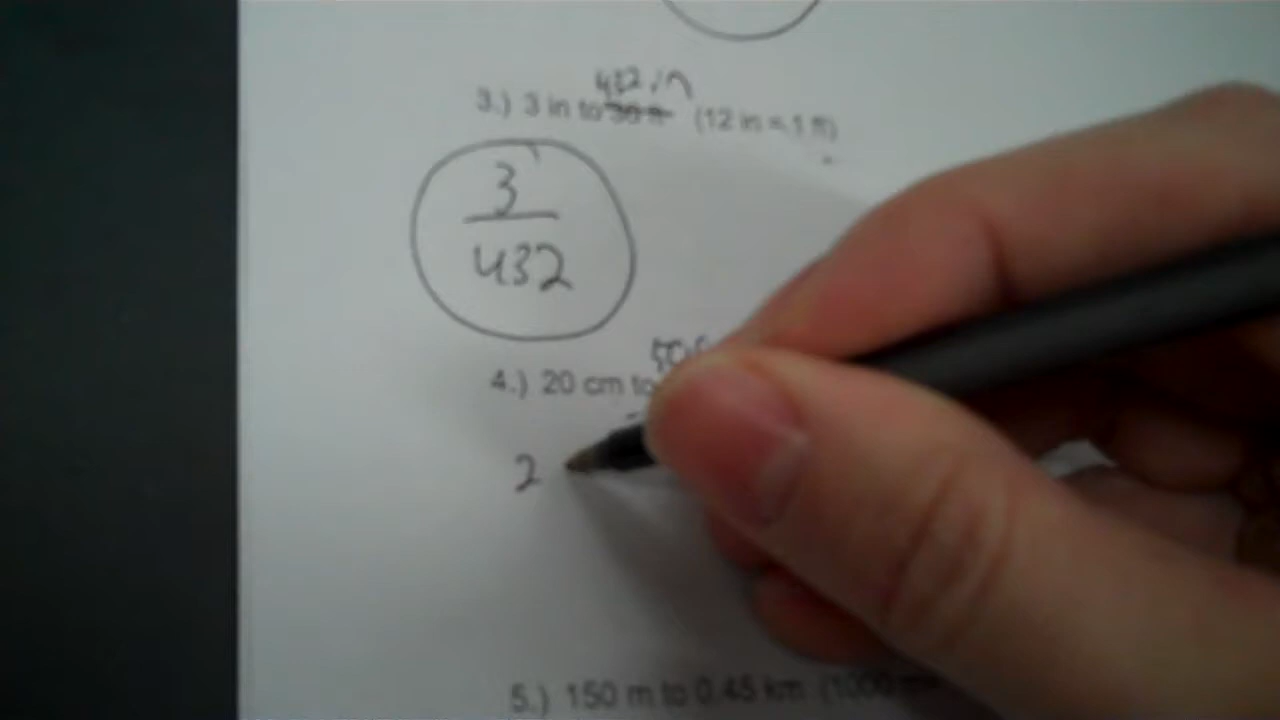 432 in
3.) 3 in to 36 ft (12 in = 1 ft)
3
432
50
4.) 20 cm to
2
5.) 150 m to 0.45 km (1000 m